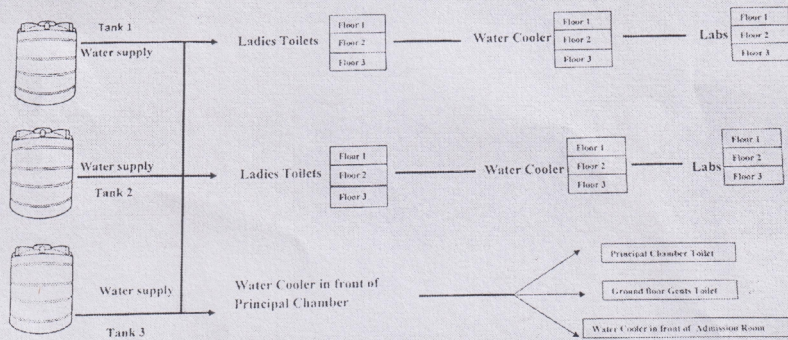 Tank 1
Water supply
Ladies Toilets
Floor 1
Floor 2
Floor 3
Water Cooler
Floor 1
Floor 2
Floor 3
Labs
Floor 1
Floor 2
Floor 3
Water supply
Tank 2
Ladies Toilets
Floor 1
Floor 2
Floor 3
Water Cooler
Floor 1
Floor 2
Floor 3
Labs
Floor 1
Floor 2
Floor 3
Water supply
Tank 3
Water Cooler in front of
Principal Chamber
Principal Chamber Toilet
Ground floor Gents Toilet
Water Cooler in front of Admission Room